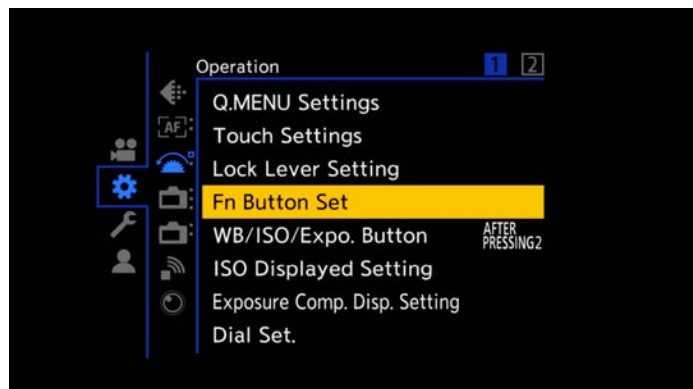 Operation
1 2
[AF]
Q.MENU Settings
Touch Settings
Lock Lever Setting
Fn Button Set
WB/ISO/Expo. Button AFTER PRESSING2
ISO Displayed Setting
Exposure Comp. Disp. Setting
Dial Set.